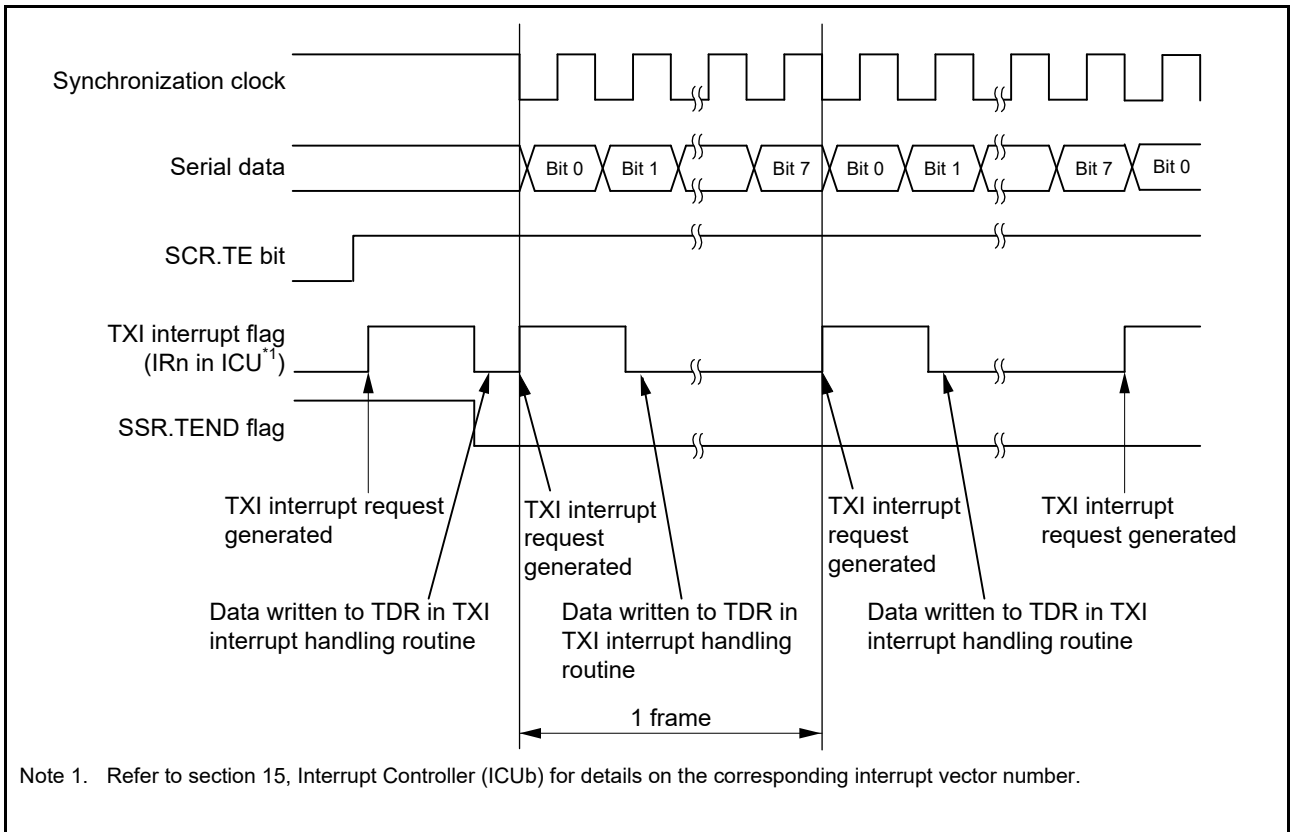 Synchronization clock
Serial data
Bit 0 Bit 1 Bit 7 Bit 0 Bit 1 Bit 7 Bit 0
SCR.TE bit
TXI interrupt flag
(IRn in ICU*1)
SSR.TEND flag
TXI interrupt request
generated
TXI interrupt
request
generated
TXI interrupt
request
generated
TXI interrupt
request generated
Data written to TDR in TXI
interrupt handling routine
Data written to TDR in
TXI interrupt handling
routine
Data written to TDR in TXI
interrupt handling routine
1 frame
Note 1. Refer to section 15, Interrupt Controller (ICUb) for details on the corresponding interrupt vector number.